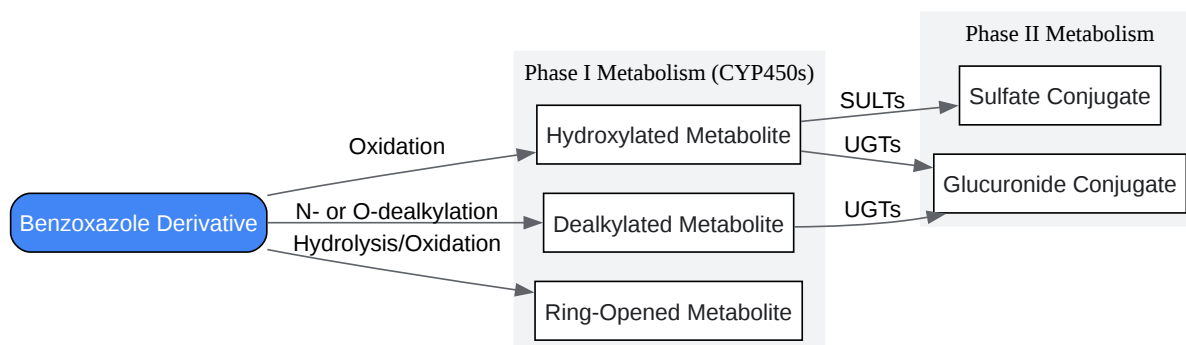 Phase II Metabolism
Phase I Metabolism (CYP450s)
SULTs
Sulfate Conjugate
Hydroxylated Metabolite
Oxidation
UGTs
Glucuronide Conjugate
Benzoxazole Derivative
N- or O-dealkylation
Dealkylated Metabolite
UGTs
Hydrolysis/Oxidation
Ring-Opened Metabolite